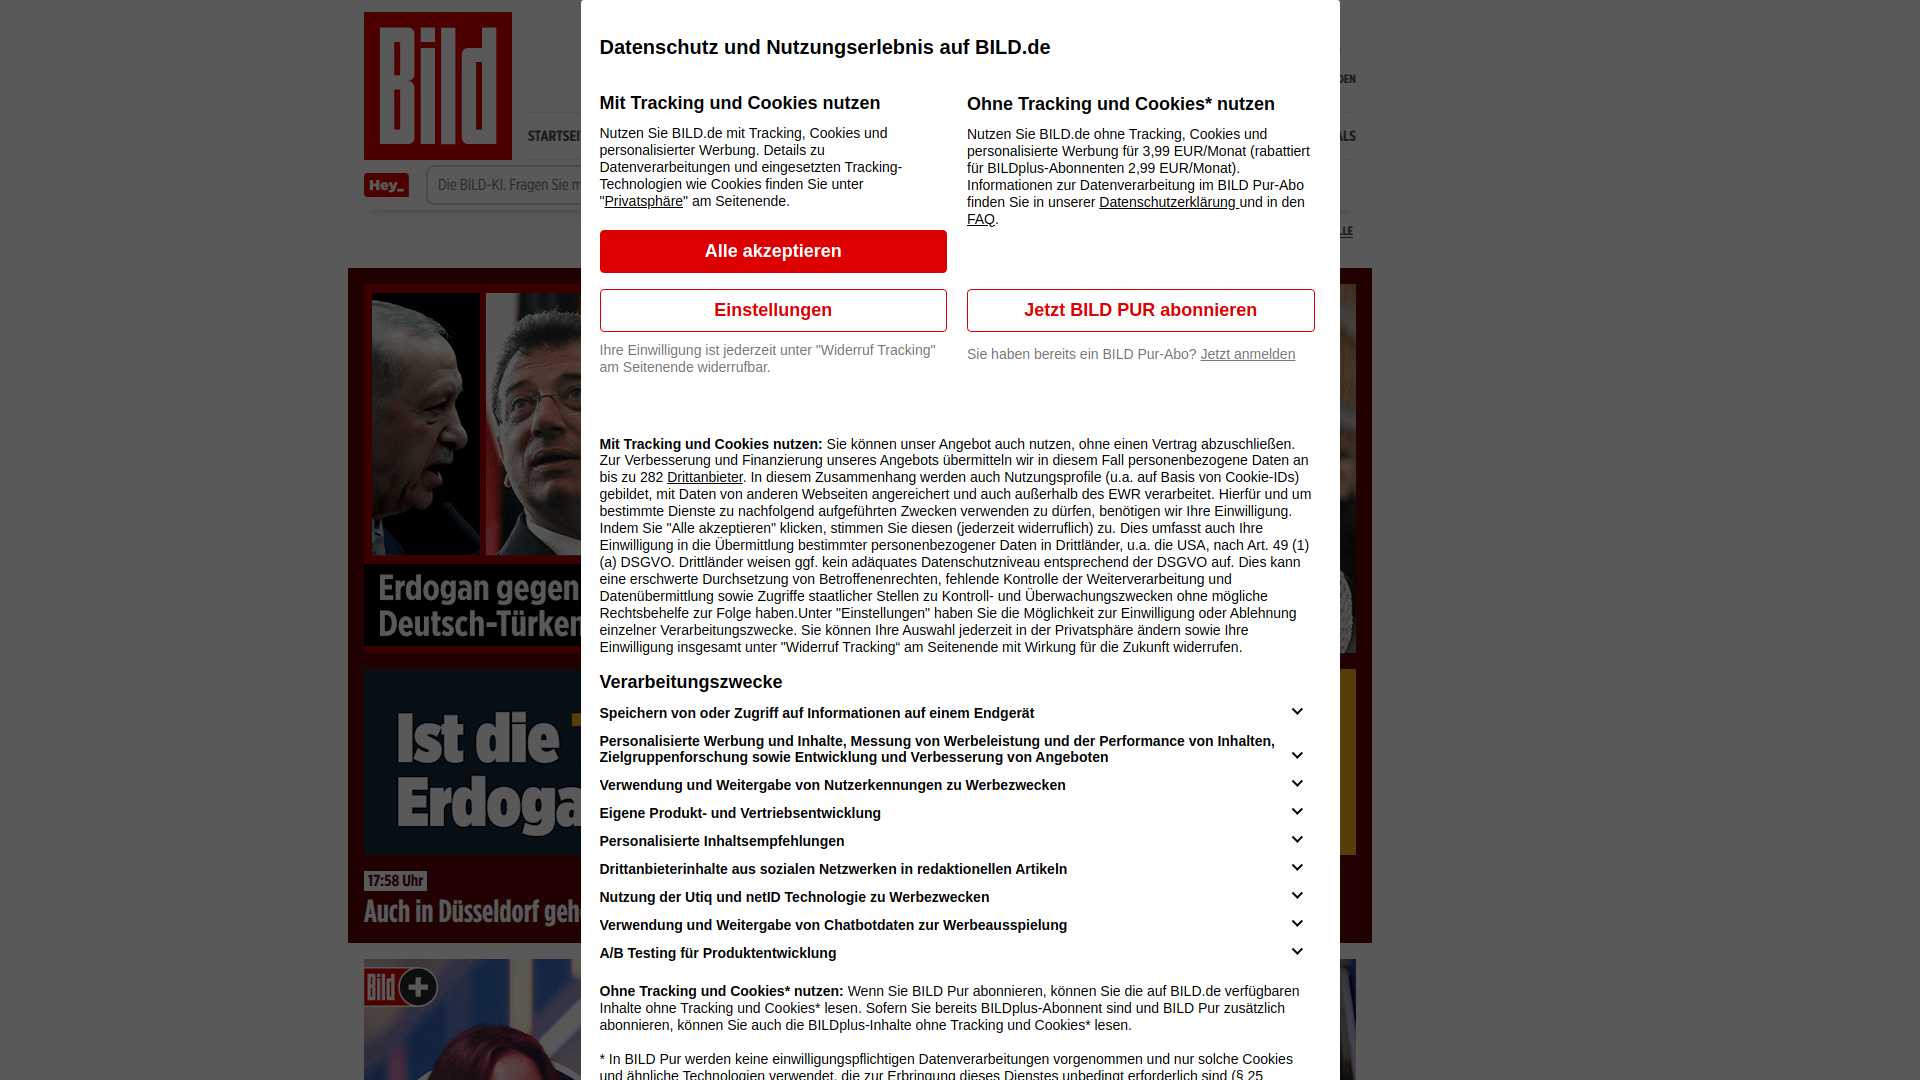 Bild
STARTSEI
Hey_
Die BILD-KI. Fragen Sie m
Erdogan gegen
Deutsch-Türken
Ist die
Erdoga
17:58 Uhr
Auch in Düsseldorf geh
Bild +
Datenschutz und Nutzungserlebnis auf BILD.de
Mit Tracking und Cookies nutzen
Nutzen Sie BILD.de mit Tracking, Cookies und
personalisierter Werbung. Details zu
Datenverarbeitungen und eingesetzten Tracking-
Technologien wie Cookies finden Sie unter
"Privatsphäre" am Seitenende.
Alle akzeptieren
Einstellungen
Ihre Einwilligung ist jederzeit unter "Widerruf Tracking"
am Seitenende widerrufbar.
Ohne Tracking und Cookies* nutzen
Nutzen Sie BILD.de ohne Tracking, Cookies und
personalisierte Werbung für 3,99 EUR/Monat (rabattiert
für BILDplus-Abonnenten 2,99 EUR/Monat).
Informationen zur Datenverarbeitung im BILD Pur-Abo
finden Sie in unserer Datenschutzerklärung und in den
FAQ.
Jetzt BILD PUR abonnieren
Sie haben bereits ein BILD Pur-Abo? Jetzt anmelden
Mit Tracking und Cookies nutzen: Sie können unser Angebot auch nutzen, ohne einen Vertrag abzuschließen.
Zur Verbesserung und Finanzierung unseres Angebots übermitteln wir in diesem Fall personenbezogene Daten an
bis zu 282 Drittanbieter. In diesem Zusammenhang werden auch Nutzungsprofile (u.a. auf Basis von Cookie-IDs)
gebildet, mit Daten von anderen Webseiten angereichert und auch außerhalb des EWR verarbeitet. Hierfür und um
bestimmte Dienste zu nachfolgend aufgeführten Zwecken verwenden zu dürfen, benötigen wir Ihre Einwilligung.
Indem Sie "Alle akzeptieren" klicken, stimmen Sie diesen (jederzeit widerruflich) zu. Dies umfasst auch Ihre
Einwilligung in die Übermittlung bestimmter personenbezogener Daten in Drittländer, u.a. die USA, nach Art. 49 (1)
(a) DSGVO. Drittländer weisen ggf. kein adäquates Datenschutzniveau entsprechend der DSGVO auf. Dies kann
eine erschwerte Durchsetzung von Betroffenenrechten, fehlende Kontrolle der Weiterverarbeitung und
Datenübermittlung sowie Zugriffe staatlicher Stellen zu Kontroll- und Überwachungszwecken ohne mögliche
Rechtsbehelfe zur Folge haben.Unter "Einstellungen" haben Sie die Möglichkeit zur Einwilligung oder Ablehnung
einzelner Verarbeitungszwecke. Sie können Ihre Auswahl jederzeit in der Privatsphäre ändern sowie Ihre
Einwilligung insgesamt unter "Widerruf Tracking“ am Seitenende mit Wirkung für die Zukunft widerrufen.
Verarbeitungszwecke
Speichern von oder Zugriff auf Informationen auf einem Endgerät
Personalisierte Werbung und Inhalte, Messung von Werbeleistung und der Performance von Inhalten,
Zielgruppenforschung sowie Entwicklung und Verbesserung von Angeboten
Verwendung und Weitergabe von Nutzerkennungen zu Werbezwecken
Eigene Produkt- und Vertriebsentwicklung
Personalisierte Inhaltsempfehlungen
Drittanbieterinhalte aus sozialen Netzwerken in redaktionellen Artikeln
Nutzung der Utiq und netID Technologie zu Werbezwecken
Verwendung und Weitergabe von Chatbotdaten zur Werbeausspielung
A/B Testing für Produktentwicklung
Ohne Tracking und Cookies* nutzen: Wenn Sie BILD Pur abonnieren, können Sie die auf BILD.de verfügbaren
Inhalte ohne Tracking und Cookies* lesen. Sofern Sie bereits BILDplus-Abonnent sind und BILD Pur zusätzlich
abonnieren, können Sie auch die BILDplus-Inhalte ohne Tracking und Cookies* lesen.
* In BILD Pur werden keine einwilligungspflichtigen Datenverarbeitungen vorgenommen und nur solche Cookies
und ähnliche Technologien verwendet, die zur Erbringung dieses Dienstes unbedingt erforderlich sind (§ 25